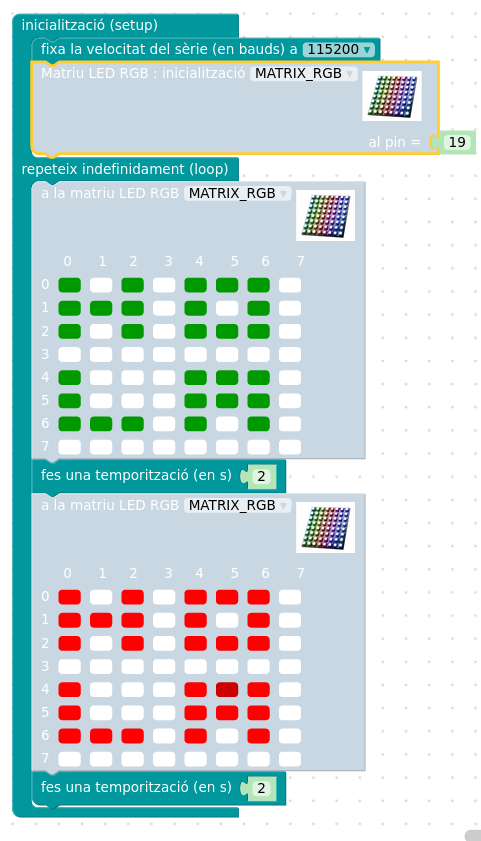 inicialització (setup)
fixa la velocitat del sèrie (en bauds) a 115200 ▾
Matriu LED RGB : inicialització MATRIX_RGB ▾
al pin = 19
repeteix indefinidament (loop)
a la matriu LED RGB MATRIX_RGB ▾
0 1 2 3 4 5 6 7
0
1
2
3
4
5
6
7
fes una temporització (en s) 2
a la matriu LED RGB MATRIX_RGB ▾
0 1 2 3 4 5 6 7
0
1
2
3
4
5
6
7
fes una temporització (en s) 2